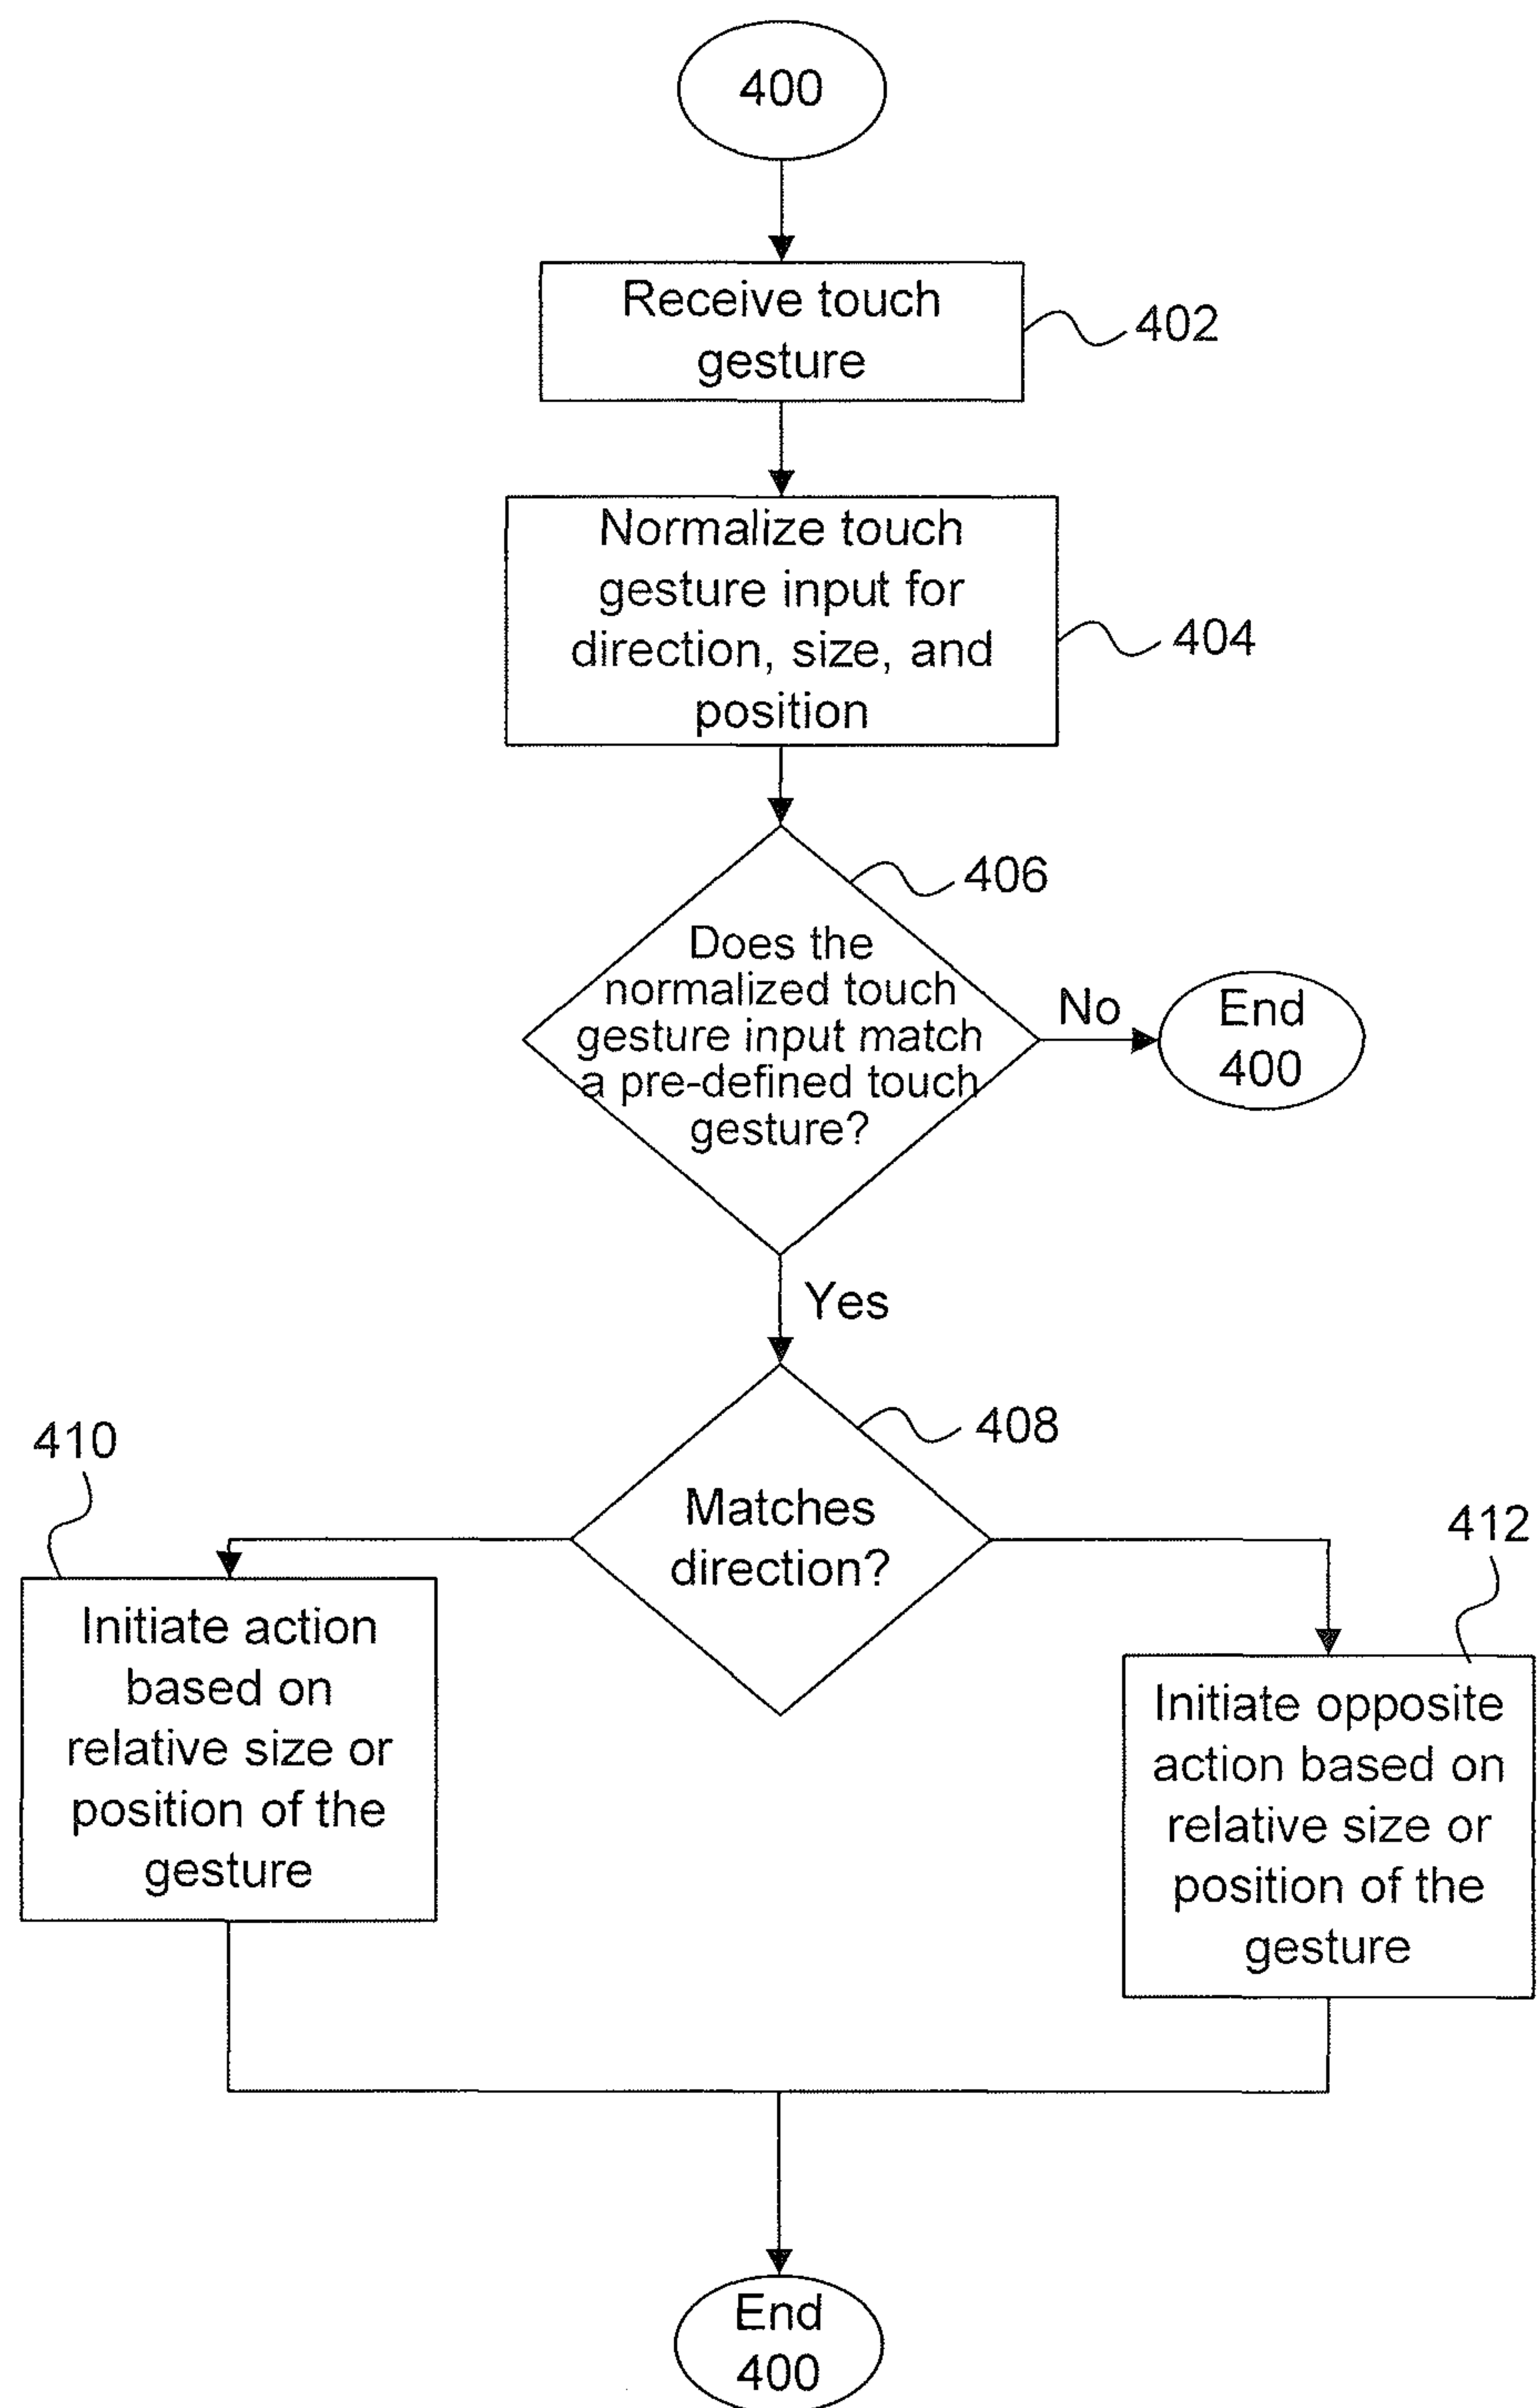 400
Receive touch
gesture
402
Normalize touch
gesture input for
direction, size, and
position
404
406
Does the
normalized touch
gesture input match
a pre-defined touch
gesture?
No
End
400
Yes
408
Matches
direction?
410
Initiate action
based on
relative size or
position of the
gesture
412
Initiate opposite
action based on
relative size or
position of the
gesture
End
400